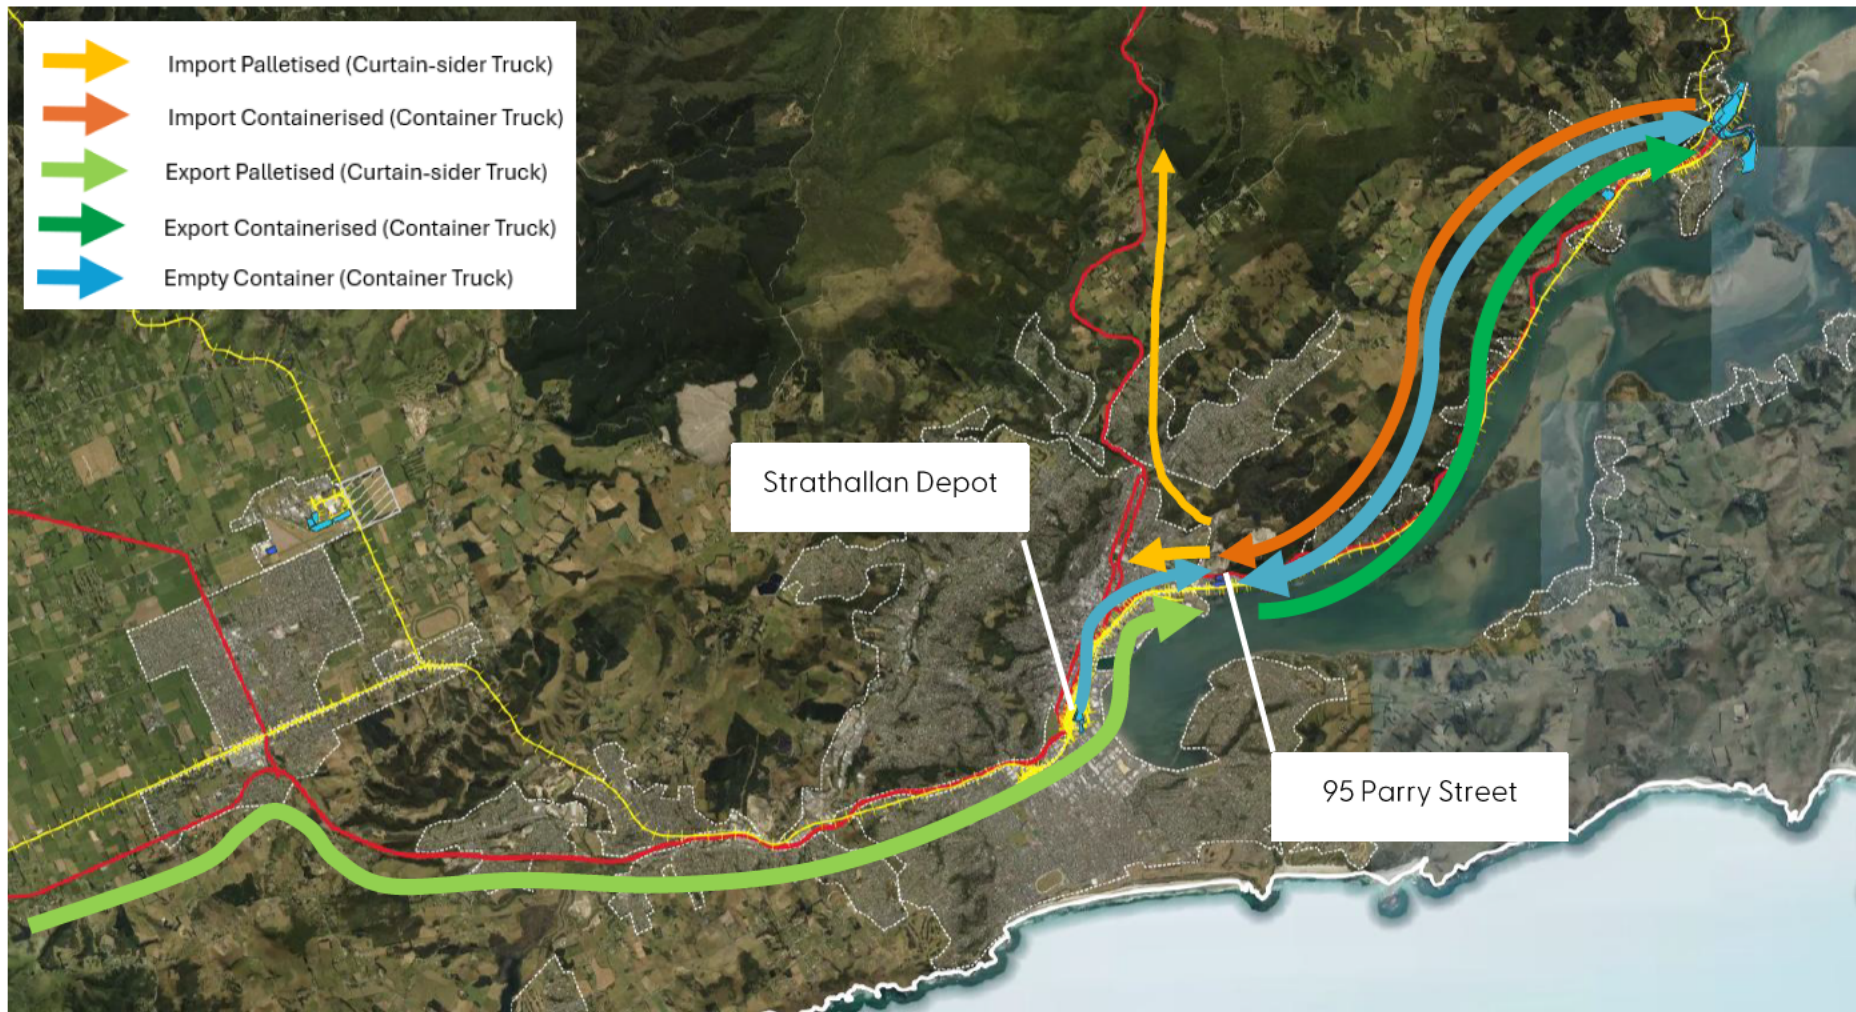 Import Palletised (Curtain-sider Truck)
Import Containerised (Container Truck)
Export Palletised (Curtain-sider Truck)
Export Containerised (Container Truck)
Empty Container (Container Truck)
Strathallan Depot
95 Parry Street